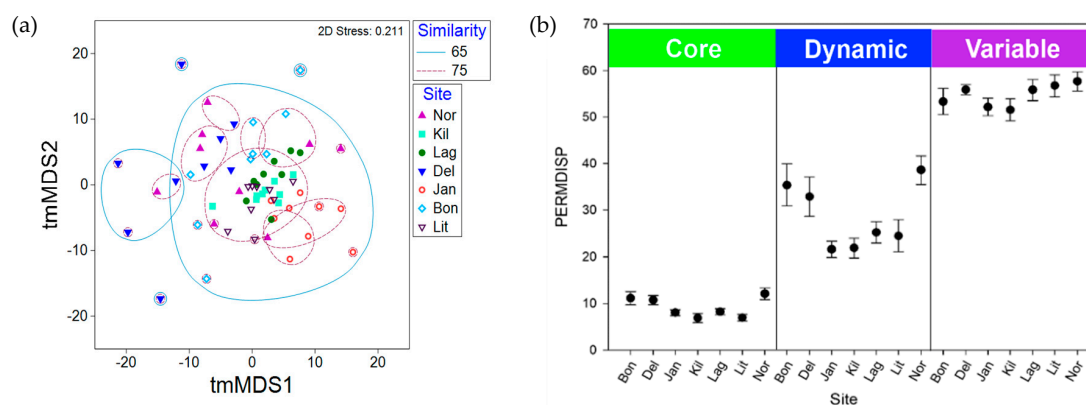 (a)
2D Stress: 0.211
Similarity
65
75
Site
Nor
Kil
Lag
Del
Jan
Bon
Lit
20
10
0
-10
-20
tmMDS2
-20 -10 0 10 20
tmMDS1
(b)
Core Dynamic Variable
70
60
50
40
30
20
10
0
PERMDISP
Bon Del Jan Kil Lag Lit Nor Bon Del Jan Kil Lag Lit Nor Bon Del Jan Kil Lag Lit Nor
Site